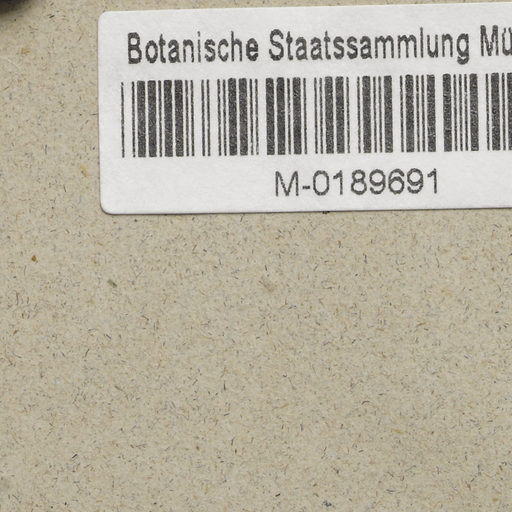 Botanische Staatssammlung Mü
M-0189691